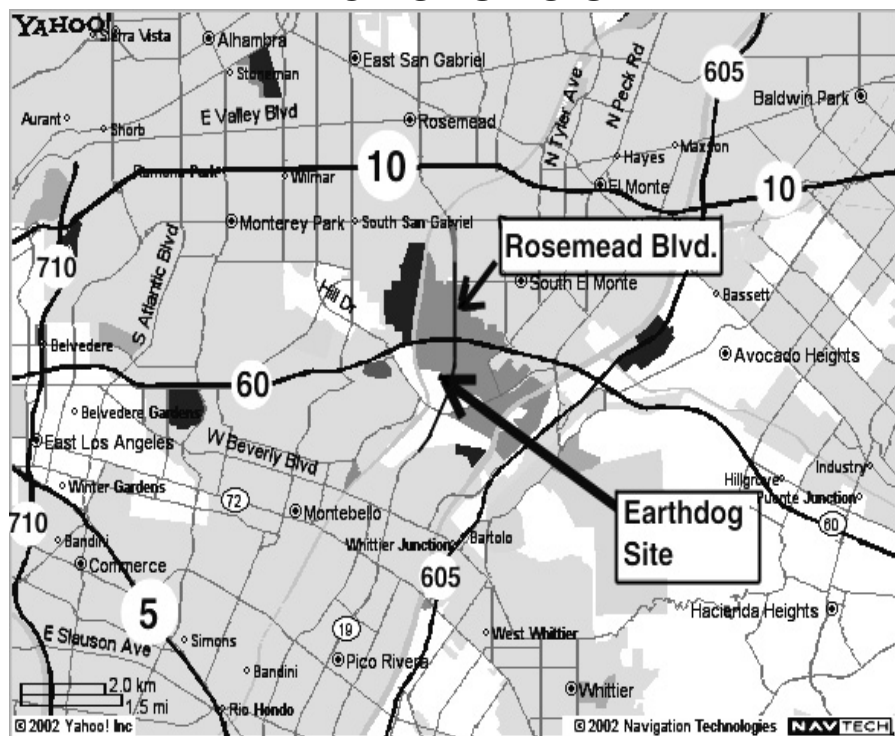 YAHOO!
Sierra Vista
Alhambra
East San Gabriel
605
Stoneman
Baldwin Park
N Tyler Ave
N Peck Rd
Aurant
Shorb
E Valley Blvd
Rosemead
Maxson
Hayes
Ramona Park
Wilmar
10
El Monte
10
Monterey Park
South San Gabriel
Rosemead Blvd.
710
S Atlantic Blvd
Hill Dr
South El Monte
Bassett
Belvedere
Avocado Heights
60
Belvedere Gardens
East Los Angeles
W Beverly Blvd
Industry
Hillgrove
Winter Gardens
72
Puente Junction
Montebello
Earthdog
Site
710
60
Bandini
Whittier Junction
Bartolo
Commerce
605
5
Hacienda Heights
E Slauson Ave
Simons
19
West Whittier
Pico Rivera
Bandini
2.0 km
Whittier
1.5 mi
Rio Hondo
© 2002 Yahoo! Inc
© 2002 Navigation Technologies
NAVTECH